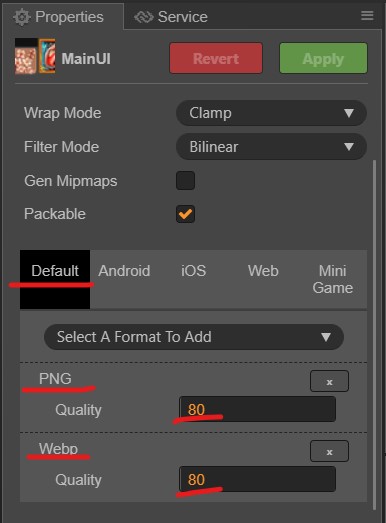 Properties
Service
MainUI
Revert
Apply
Wrap Mode
Clamp
Filter Mode
Bilinear
Gen Mipmaps
Packable
Default
Android
iOS
Web
Mini
Game
Select A Format To Add
PNG
x
Quality
80
Webp
x
Quality
80